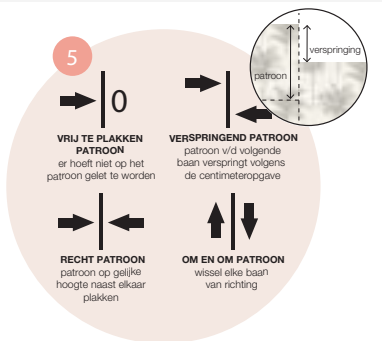 5
verspringing
patroon
0
VRIJ TE PLAKKEN
PATROON
er hoeft niet op het
patroon gelet te worden
VERSPRINGEND PATROON
patroon v/d volgende
baan verspringt volgens
de centimeteropgave
RECHT PATROON
patroon op gelijke
hoogte naast elkaar
plakken
OM EN OM PATROON
wissel elke baan
van richting